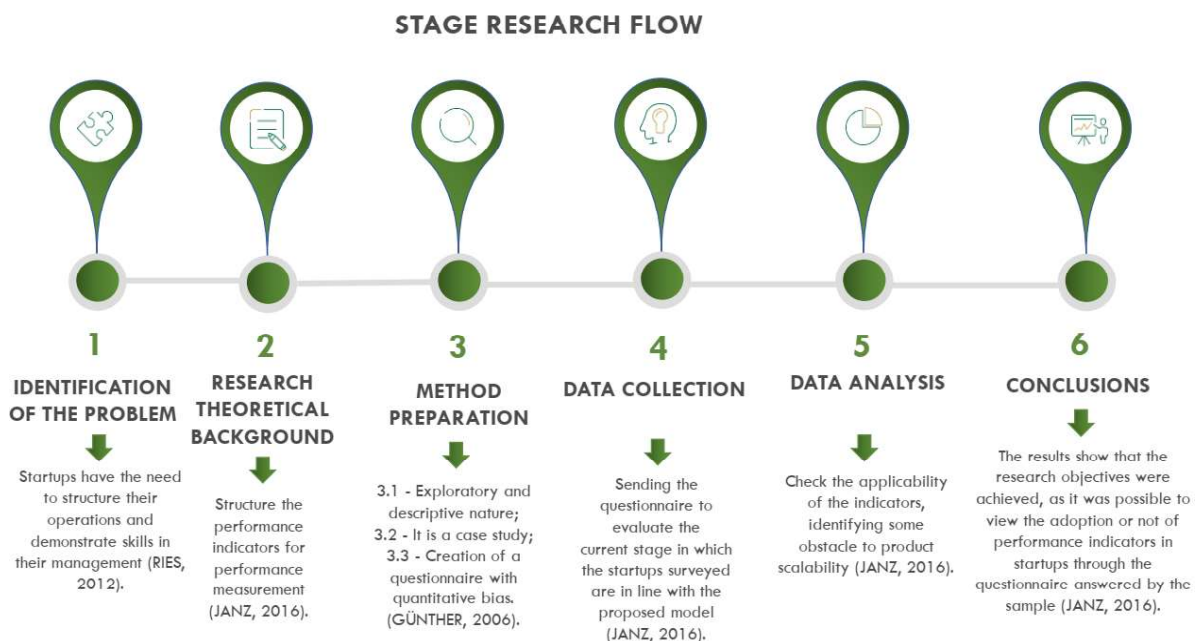 STAGE RESEARCH FLOW
1
IDENTIFICATION
OF THE PROBLEM
Startups have the need
to structure their
operations and
demonstrate skills in
their management (RIES,
2012).
2
RESEARCH
THEORETICAL
BACKGROUND
Structure the
performance
indicators for
performance
measurement
(JANZ, 2016).
3
METHOD
PREPARATION
3.1 - Exploratory and
descriptive nature;
3.2 - It is a case study;
3.3 - Creation of a
questionnaire with
quantitative bias.
(GÜNTHER, 2006).
4
DATA COLLECTION
Sending the
questionnaire to
evaluate the
current stage in which
the startups surveyed
are in line with the
proposed model
(JANZ, 2016).
5
DATA ANALYSIS
Check the applicability
of the indicators,
identifying some
obstacle to product
scalability (JANZ, 2016).
6
CONCLUSIONS
The results show that the
research objectives were
achieved, as it was possible to
view the adoption or not of
performance indicators in
startups through the
questionnaire answered by the
sample (JANZ, 2016).